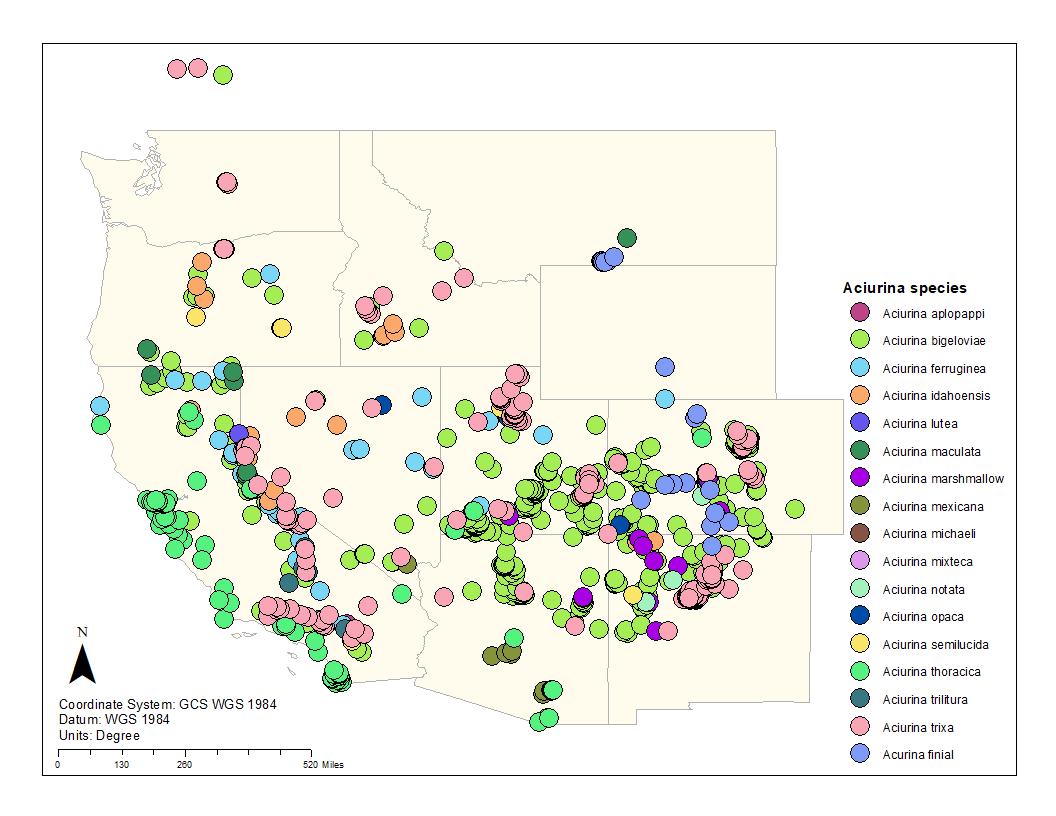 Aciurina species
Aciurina aplopappi
Aciurina bigeloviae
Aciurina ferruginea
Aciurina idahoensis
Aciurina lutea
Aciurina maculata
Aciurina marshmallow
Aciurina mexicana
Aciurina michaeli
Aciurina mixteca
Aciurina notata
Aciurina opaca
Aciurina semilucida
Aciurina thoracica
Aciurina trilitura
Aciurina trixa
Acurina finial
N
Coordinate System: GCS WGS 1984
Datum: WGS 1984
Units: Degree
0 130 260 520 Miles